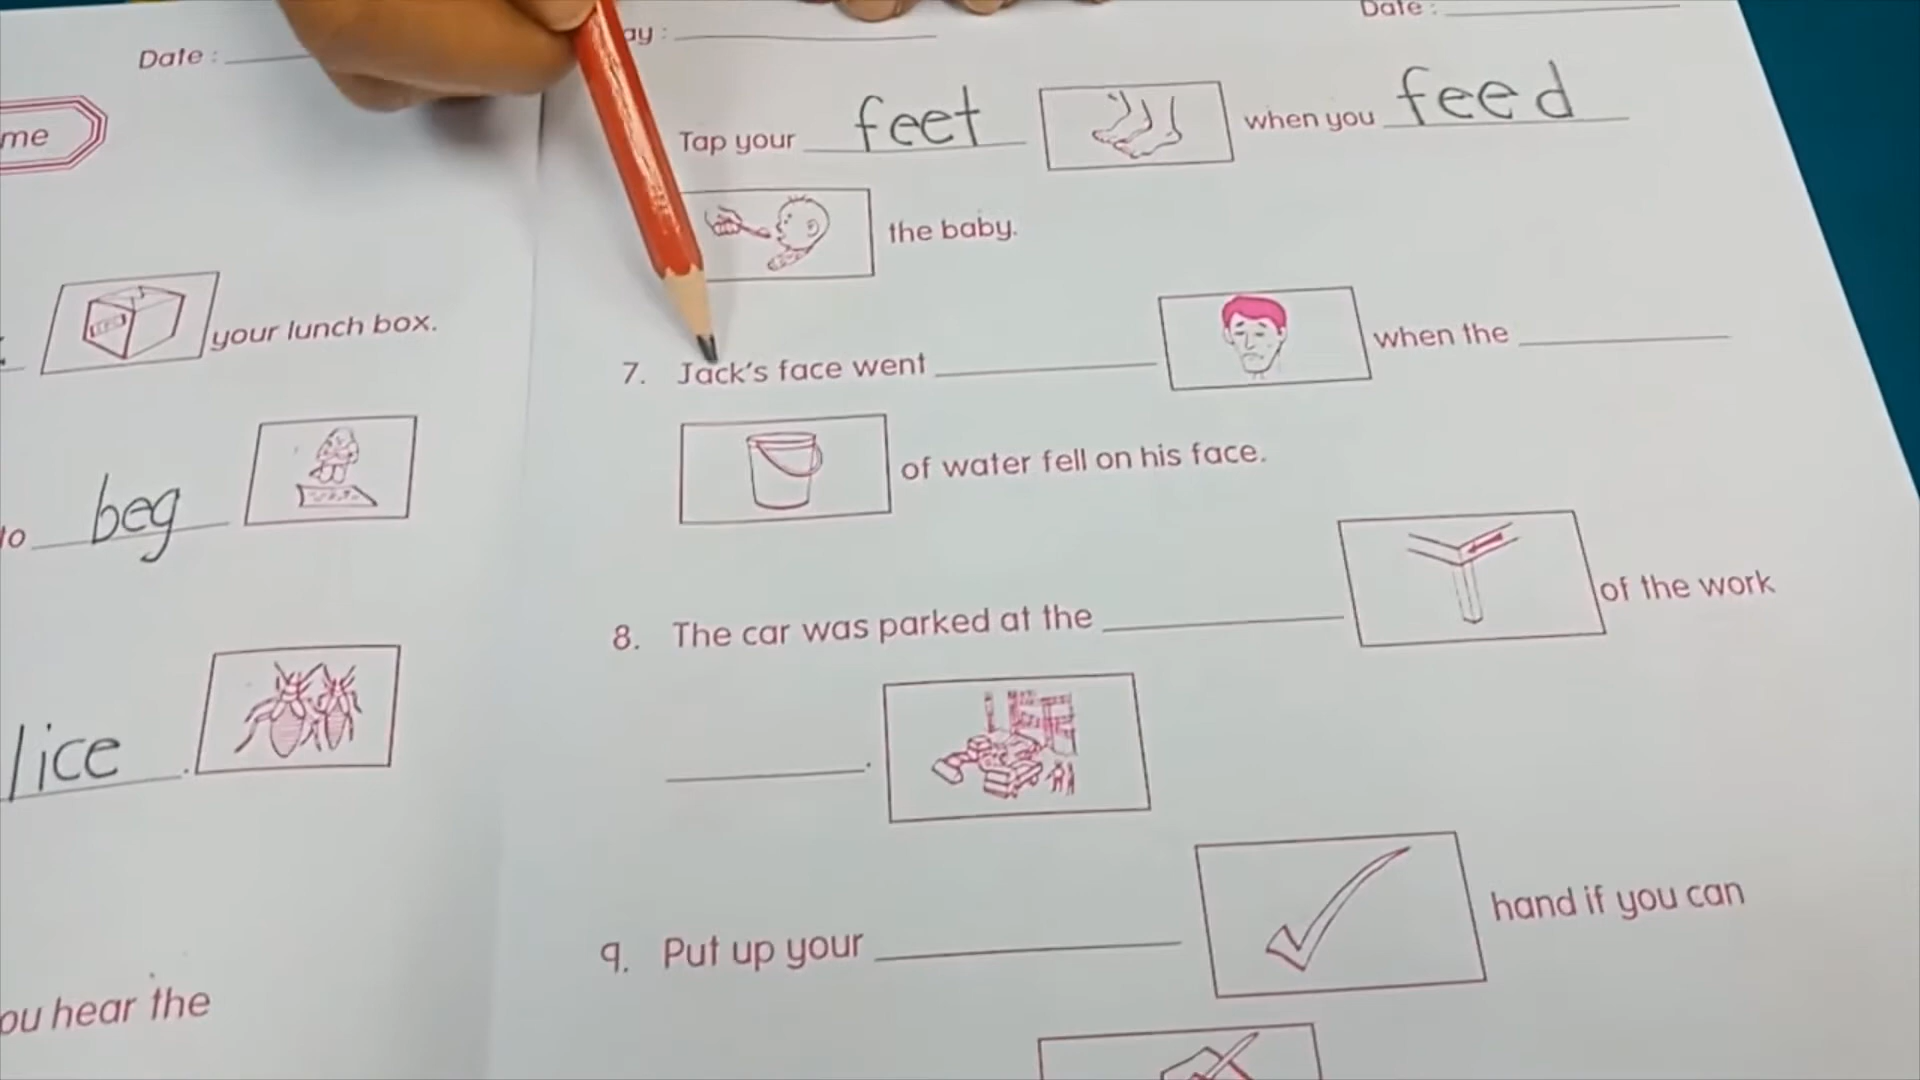 Date :
me
your lunch box.
to beg
lice .
ou hear the
ay :
Date :
Tap your feet when you feed
the baby.
7. Jack's face went when the
of water fell on his face.
8. The car was parked at the of the work
.
9. Put up your hand if you can